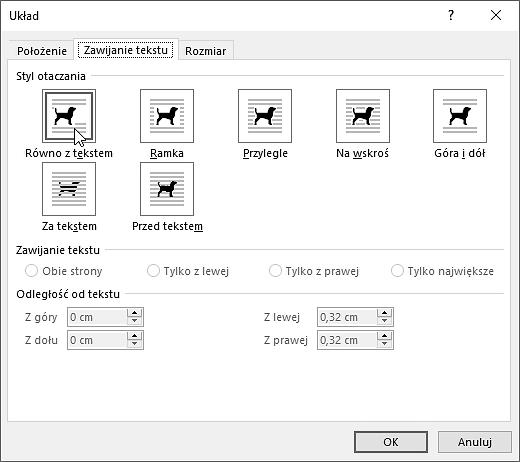 Układ ?
Położenie Zawijanie tekstu Rozmiar
Styl otaczania
Równo z tekstem Ramka Przylegle Na wskroś Góra i dół
Za tekstem Przed tekstem
Zawijanie tekstu
Obie strony Tylko z lewej Tylko z prawej Tylko największe
Odległość od tekstu
Z góry 0 cm Z lewej 0,32 cm
Z dołu 0 cm Z prawej 0,32 cm
OK Anuluj